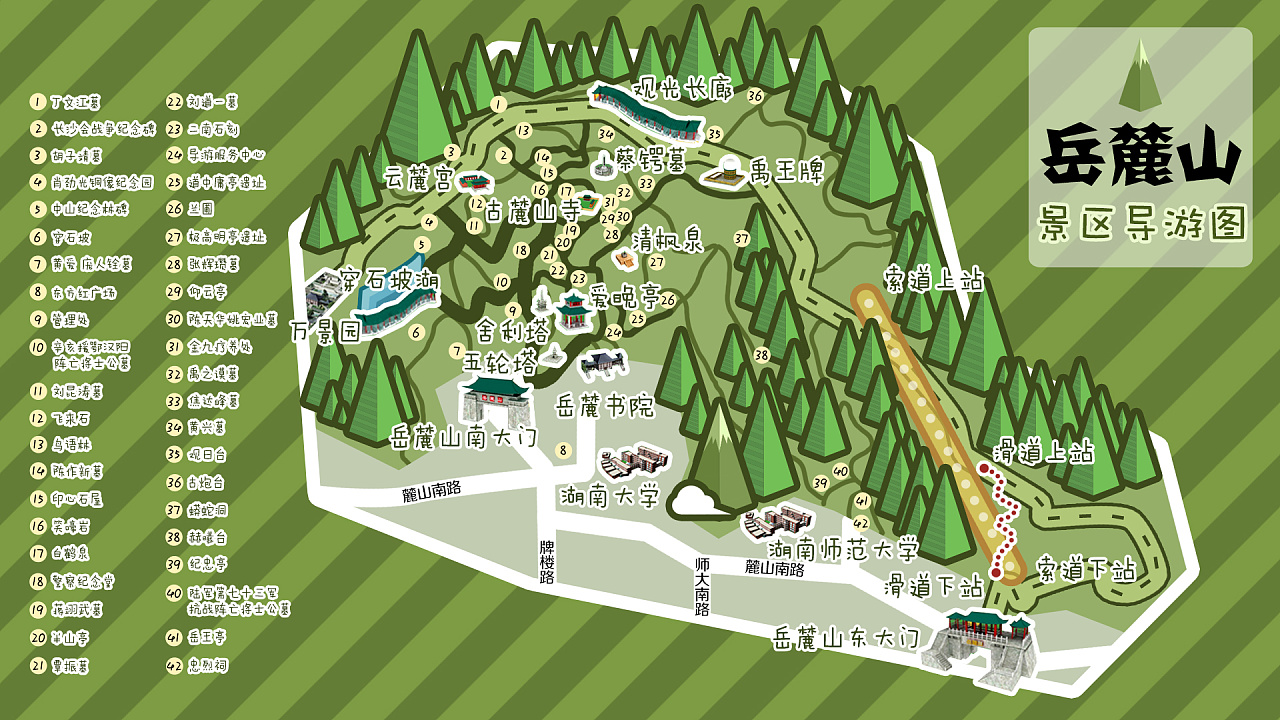 岳麓山
景区导游图
1 丁文江墓
2 长沙会战争纪念碑
3 胡子清墓
4 肖劲光铜像纪念园
5 中山纪念林碑
6 穿石坡
7 黄爱 庞人铨墓
8 东方红广场
9 管理处
10 辛亥援鄂汉阳
阵亡将士公墓
11 刘昆涛墓
12 飞来石
13 鸟语林
14 陈作新墓
15 印心石屋
16 笑啼岩
17 白鹤泉
18 警察纪念堂
19 蒋翊武墓
20 半山亭
21 覃振墓
22 刘道一墓
23 二南石刻
24 导游服务中心
25 道中庸亭遗址
26 兰圃
27 极高明亭遗址
28 张辉瓒墓
29 仰云亭
30 陈天华姚宏业墓
31 金九疗养处
32 禹之谟墓
33 焦达峰墓
34 黄兴墓
35 观日台
36 古炮台
37 蟒蛇洞
38 赫曦台
39 纪忠亭
40 陆军第七十三军
抗战阵亡将士公墓
41 岳王亭
42 忠烈祠
观光长廊
蔡锷墓
禹王牌
云麓宫
古麓山寺
清枫泉
穿石坡湖
万景园
爱晚亭
舍利塔
五轮塔
岳麓书院
岳麓山南大门
索道上站
滑道上站
湖南大学
湖南师范大学
索道下站
滑道下站
岳麓山东大门
麓山南路
牌楼路
师大南路
麓山南路